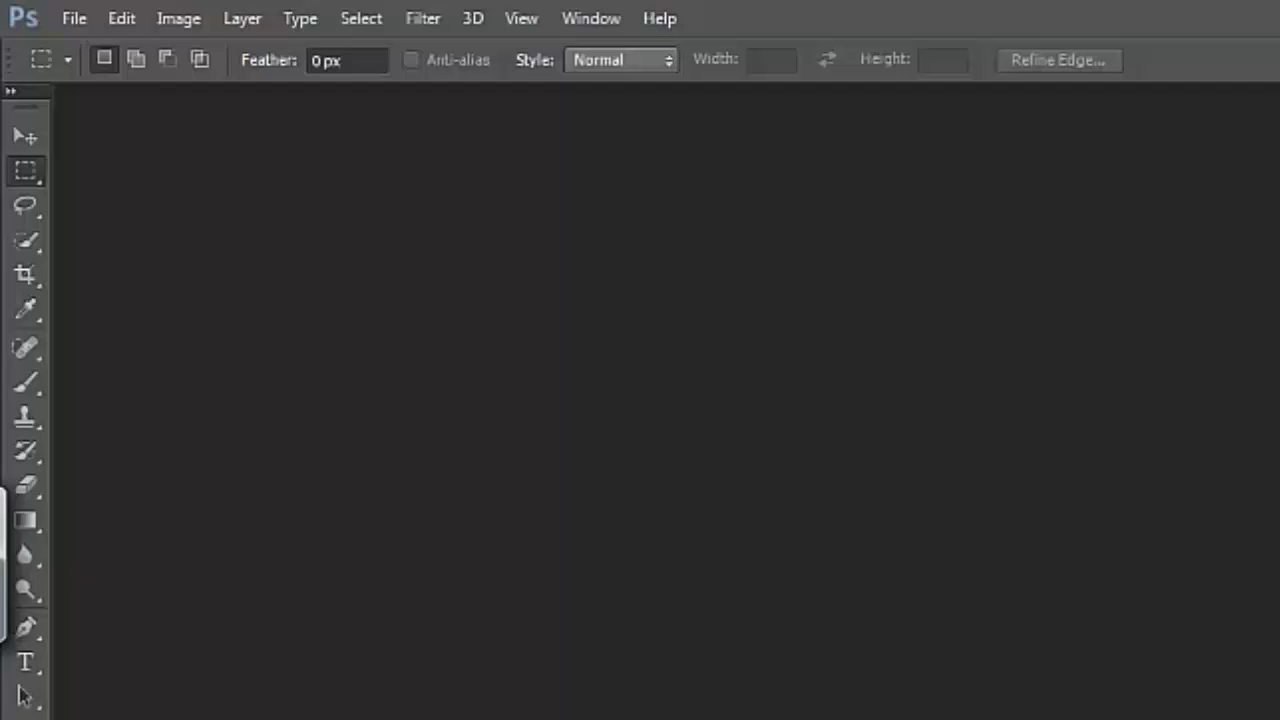 Ps File Edit Image Layer Type Select Filter 3D View Window Help
Feather: 0 px Anti-alias Style: Normal Width: Height: Refine Edge...
T